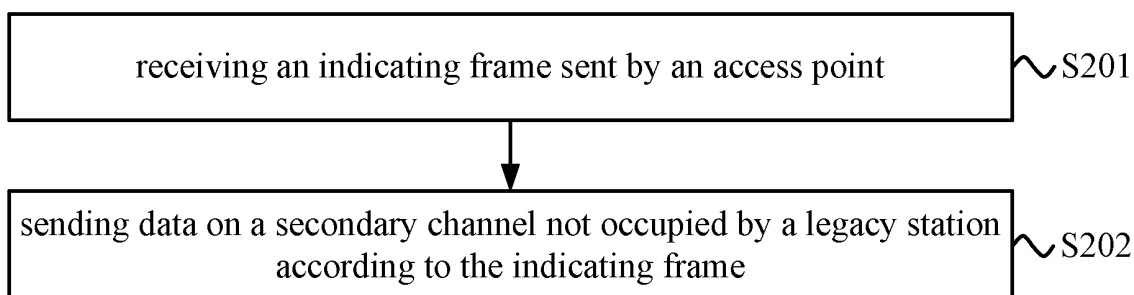 receiving an indicating frame sent by an access point
S201
sending data on a secondary channel not occupied by a legacy station
according to the indicating frame
S202